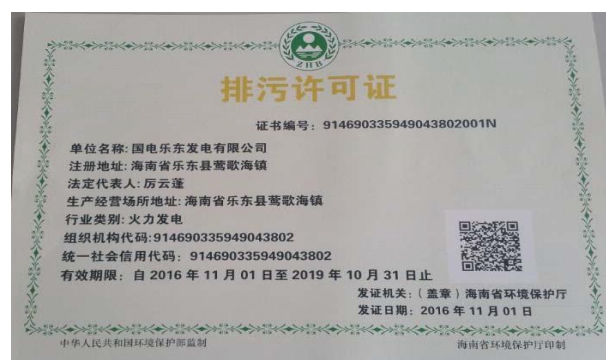 ZHB
排污许可证
证书编号：914690335949043802001N
单位名称：国电乐东发电有限公司
注册地址：海南省乐东县莺歌海镇
法定代表人：厉云蓬
生产经营场所地址：海南省乐东县莺歌海镇
行业类别：火力发电
组织机构代码：914690335949043802
统一社会信用代码：914690335949043802
有效期限：自 2016 年 11 月 01 日至 2019 年 10 月 31 日止
发证机关：（盖章）海南省环境保护厅
发证日期：2016 年 11 月 01 日
中华人民共和国环境保护部监制
海南省环境保护厅印制